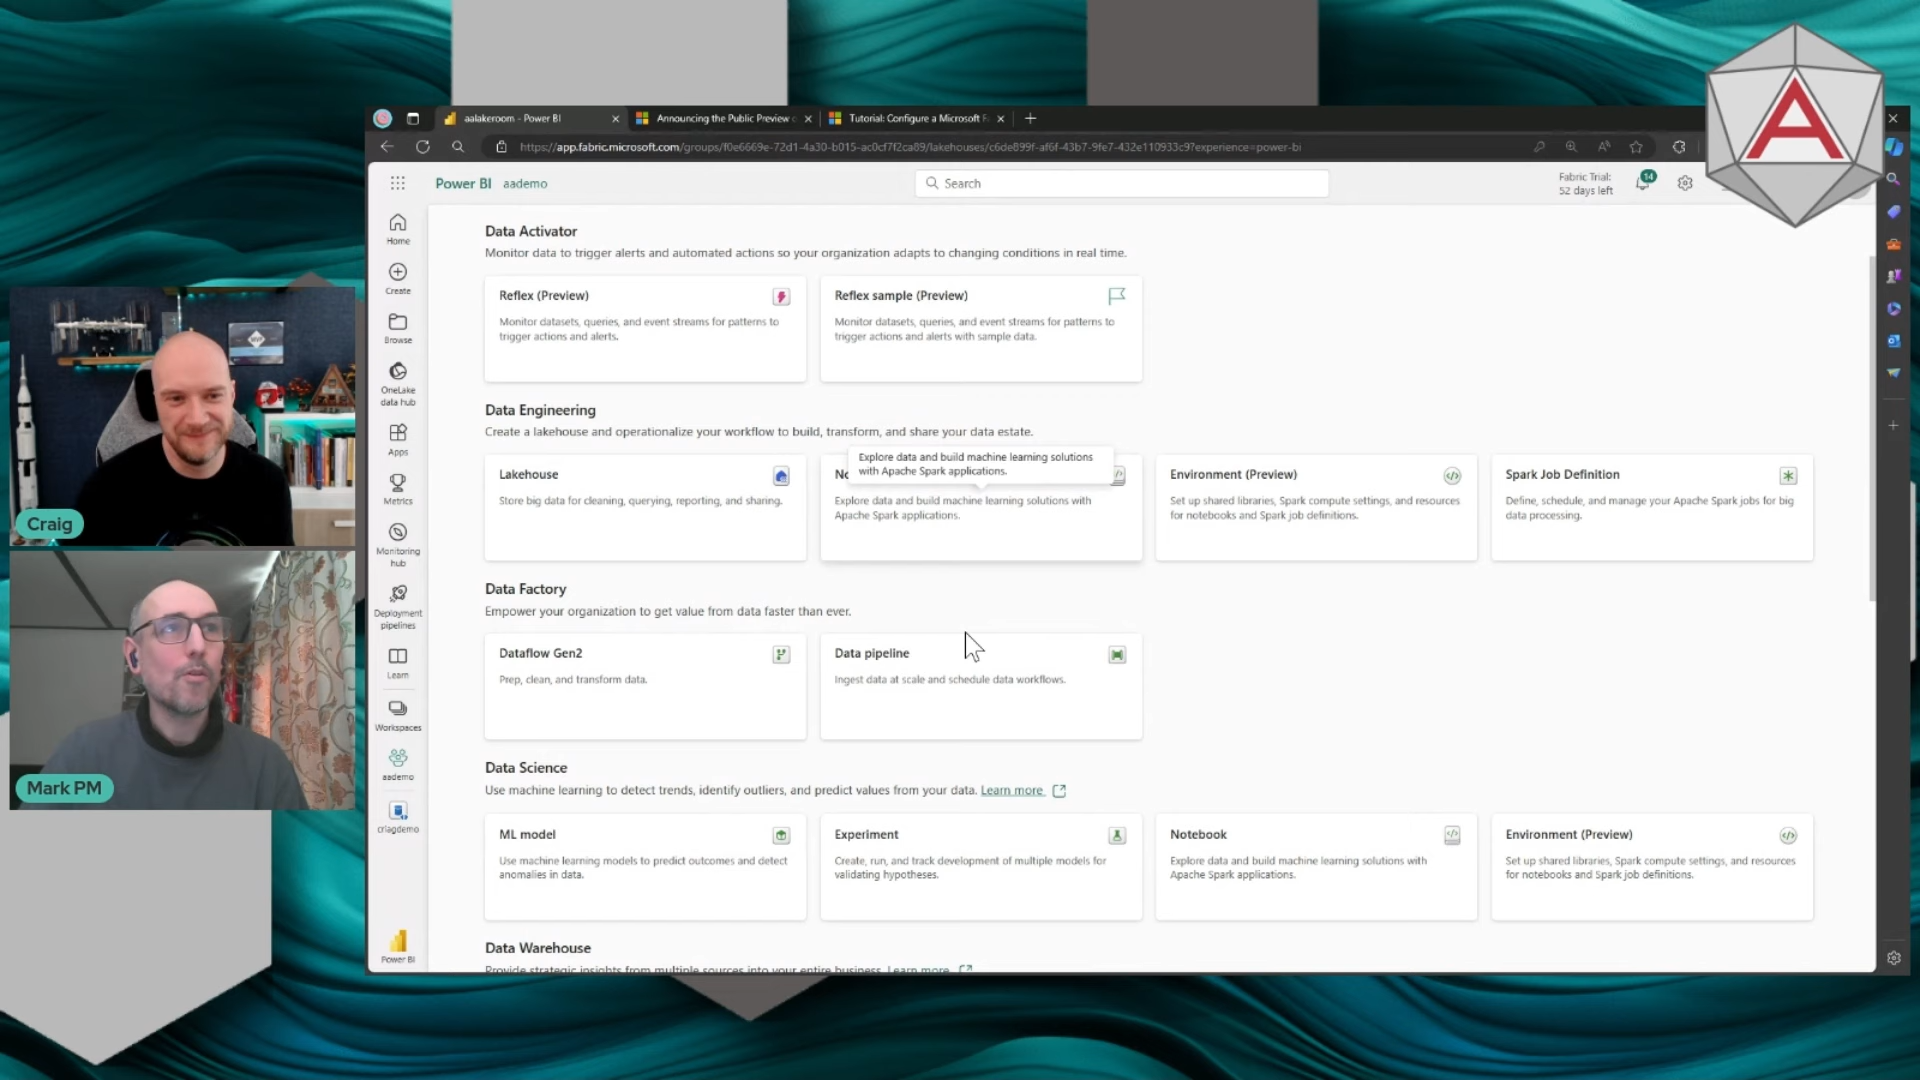 A
aalakeroom - Power BI
Announcing the Public Preview
Tutorial: Configure a Microsoft F
https://app.fabric.microsoft.com/groups/f0e6669e-72d1-4a30-b015-ac0cf7f2ca89/lakehouses/c6de899f-af6f-43b7-9fe7-432e110933c9?experience=power-bi
Power BI aademo
Search
Fabric Trial:
52 days left
14
Home
Create
Browse
OneLake
data hub
Apps
Metrics
Monitoring
hub
Deployment
pipelines
Learn
Workspaces
aademo
criagdemo
Power BI
Data Activator
Monitor data to trigger alerts and automated actions so your organization adapts to changing conditions in real time.
Reflex (Preview)
Monitor datasets, queries, and event streams for patterns to
trigger actions and alerts.
Reflex sample (Preview)
Monitor datasets, queries, and event streams for patterns to
trigger actions and alerts with sample data.
Data Engineering
Create a lakehouse and operationalize your workflow to build, transform, and share your data estate.
Lakehouse
Store big data for cleaning, querying, reporting, and sharing.
Explore data and build machine learning solutions
with Apache Spark applications.
No
Explore data and build machine learning solutions with
Apache Spark applications.
Environment (Preview)
Set up shared libraries, Spark compute settings, and resources
for notebooks and Spark job definitions.
Spark Job Definition
Define, schedule, and manage your Apache Spark jobs for big
data processing.
Data Factory
Empower your organization to get value from data faster than ever.
Dataflow Gen2
Prep, clean, and transform data.
Data pipeline
Ingest data at scale and schedule data workflows.
Data Science
Use machine learning to detect trends, identify outliers, and predict values from your data. Learn more
ML model
Use machine learning models to predict outcomes and detect
anomalies in data.
Experiment
Create, run, and track development of multiple models for
validating hypotheses.
Notebook
Explore data and build machine learning solutions with
Apache Spark applications.
Environment (Preview)
Set up shared libraries, Spark compute settings, and resources
for notebooks and Spark job definitions.
Data Warehouse
Provide strategic insights from multiple sources into your entire business. Learn more
Craig
Mark PM